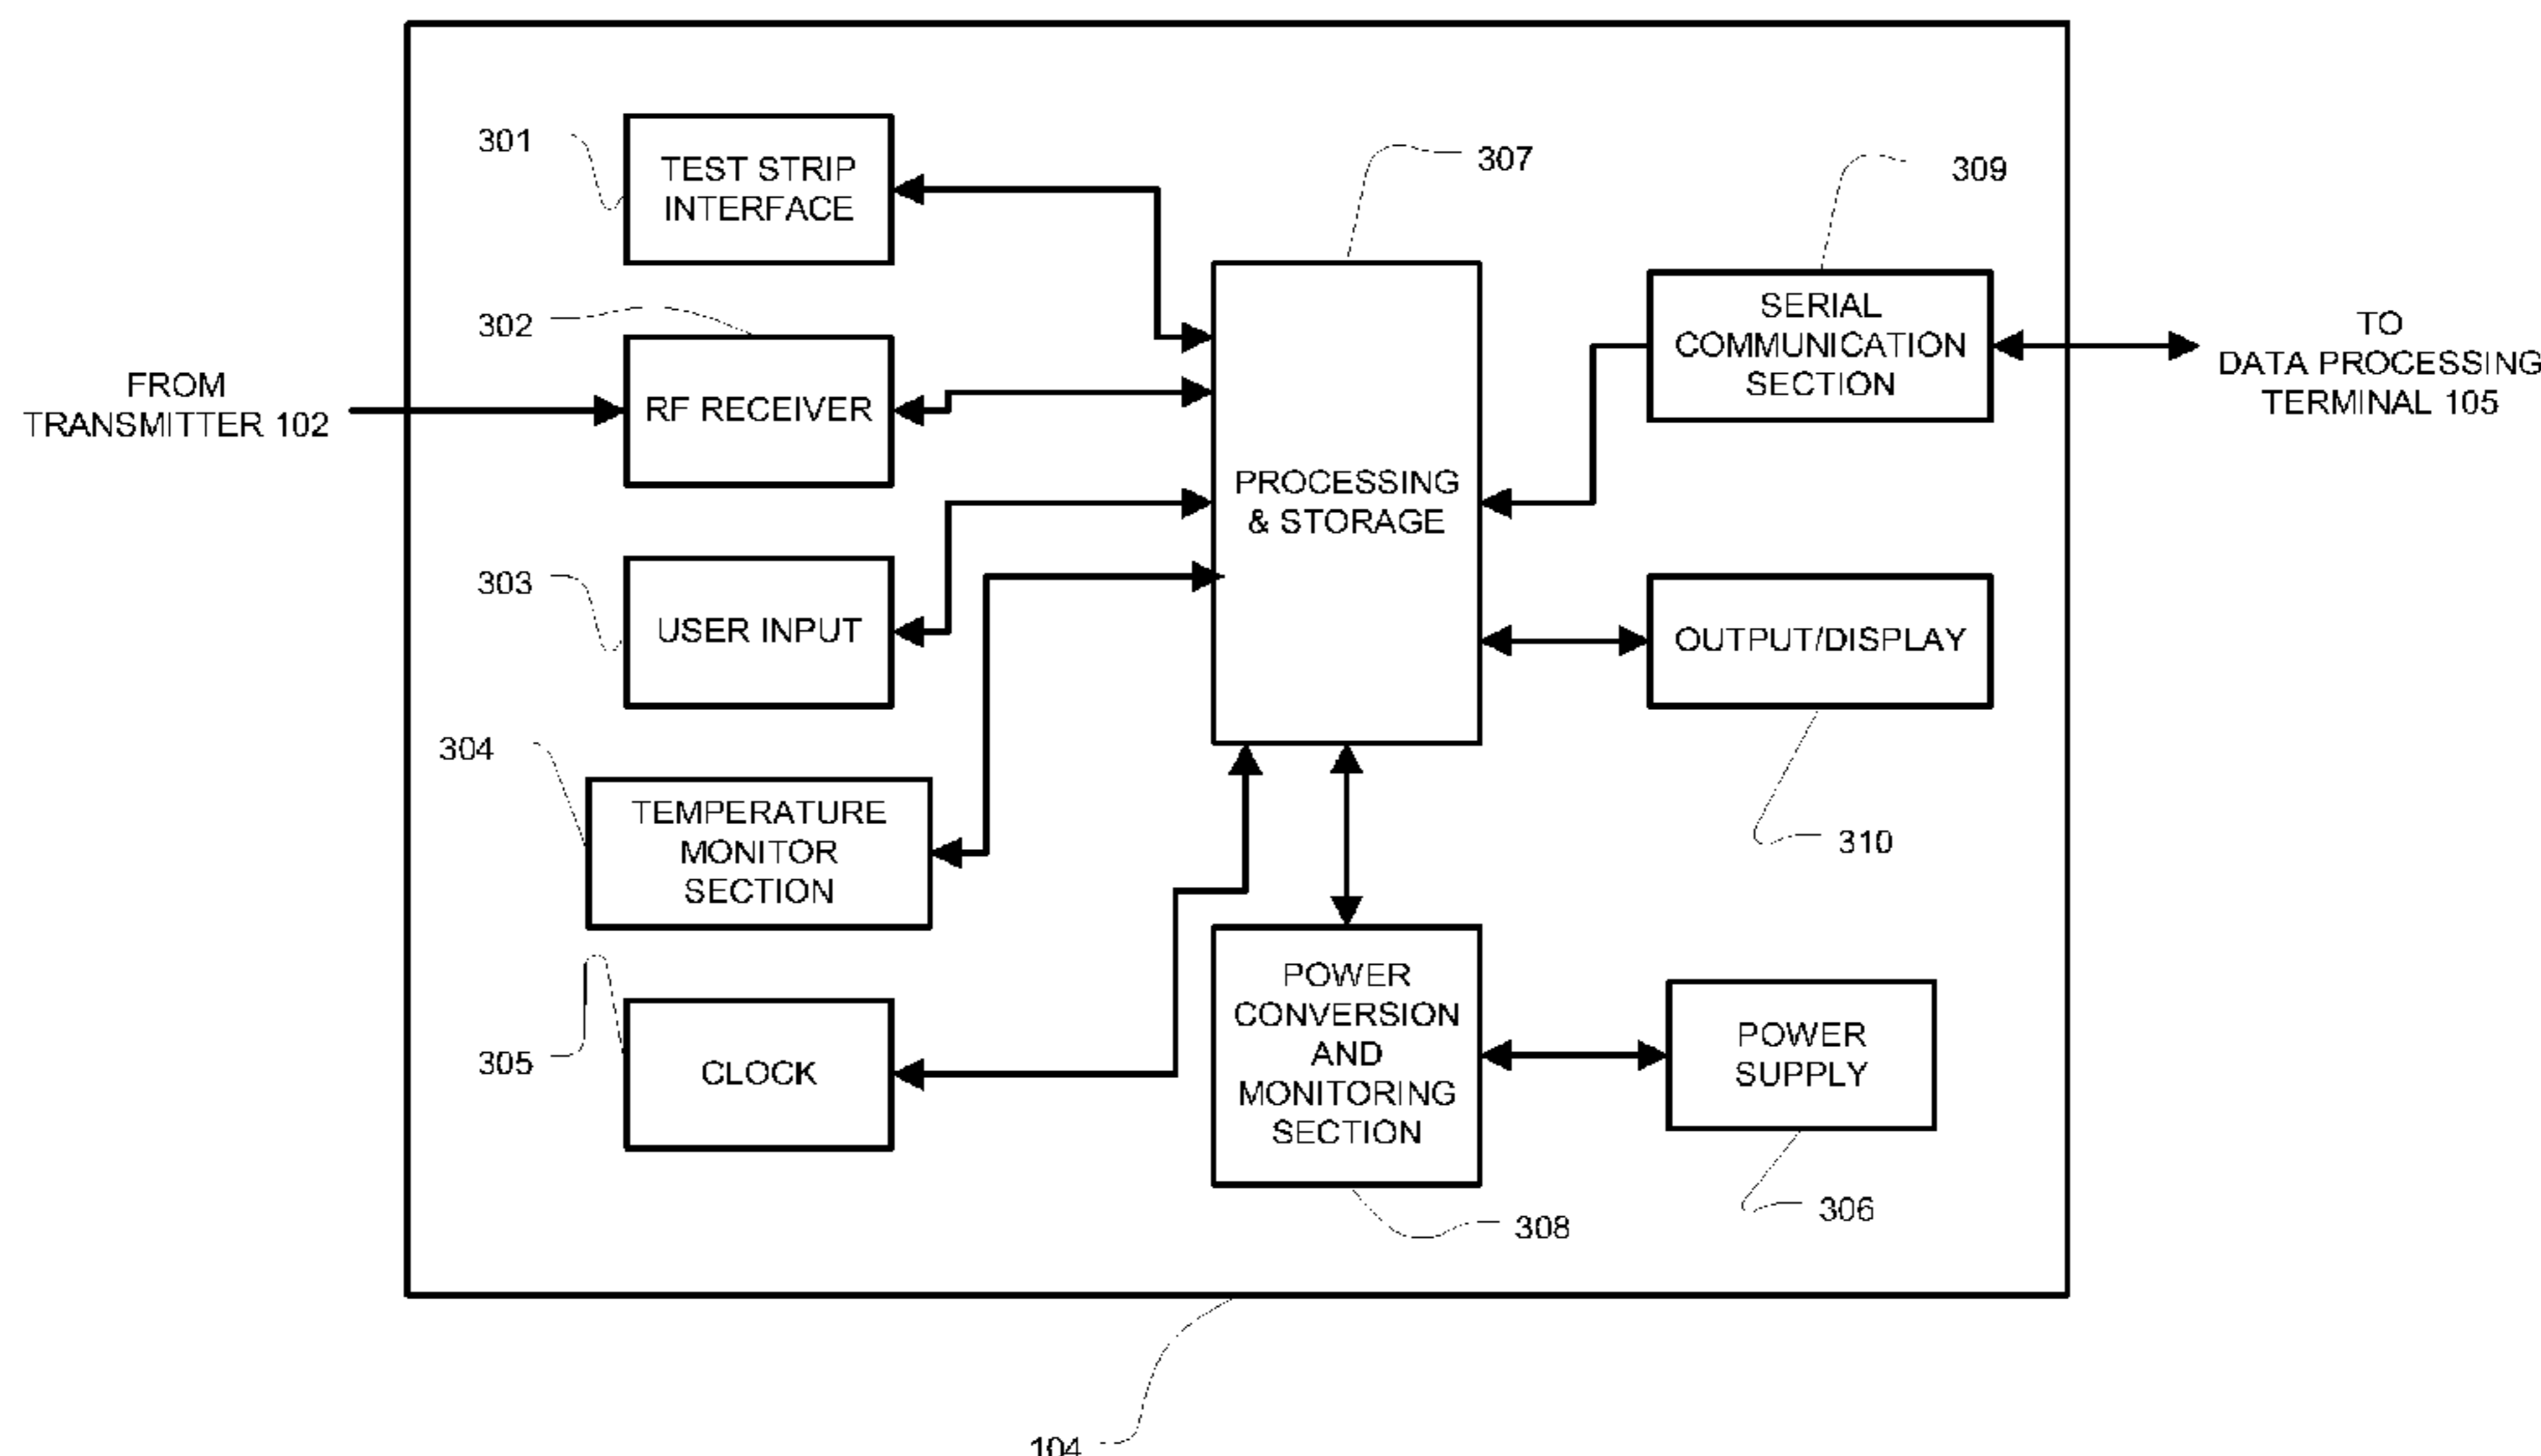 301
TEST STRIP
INTERFACE
307
309
302
FROM
TRANSMITTER 102
RF RECEIVER
SERIAL
COMMUNICATION
SECTION
TO
DATA PROCESSING
TERMINAL 105
PROCESSING
& STORAGE
303
USER INPUT
OUTPUT/DISPLAY
304
TEMPERATURE
MONITOR
SECTION
310
305
CLOCK
POWER
CONVERSION
AND
MONITORING
SECTION
POWER
SUPPLY
308
306
104